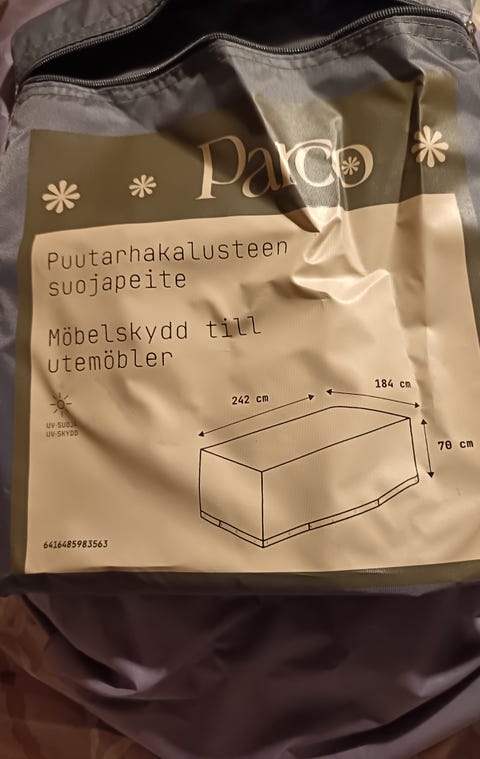 Parco
Puutarhakalusteen
suojapeite
Möbelskydd till
utemöbler
UV-SUOJA
UV-SKYDD
242 cm
184 cm
70 cm
6416485983563